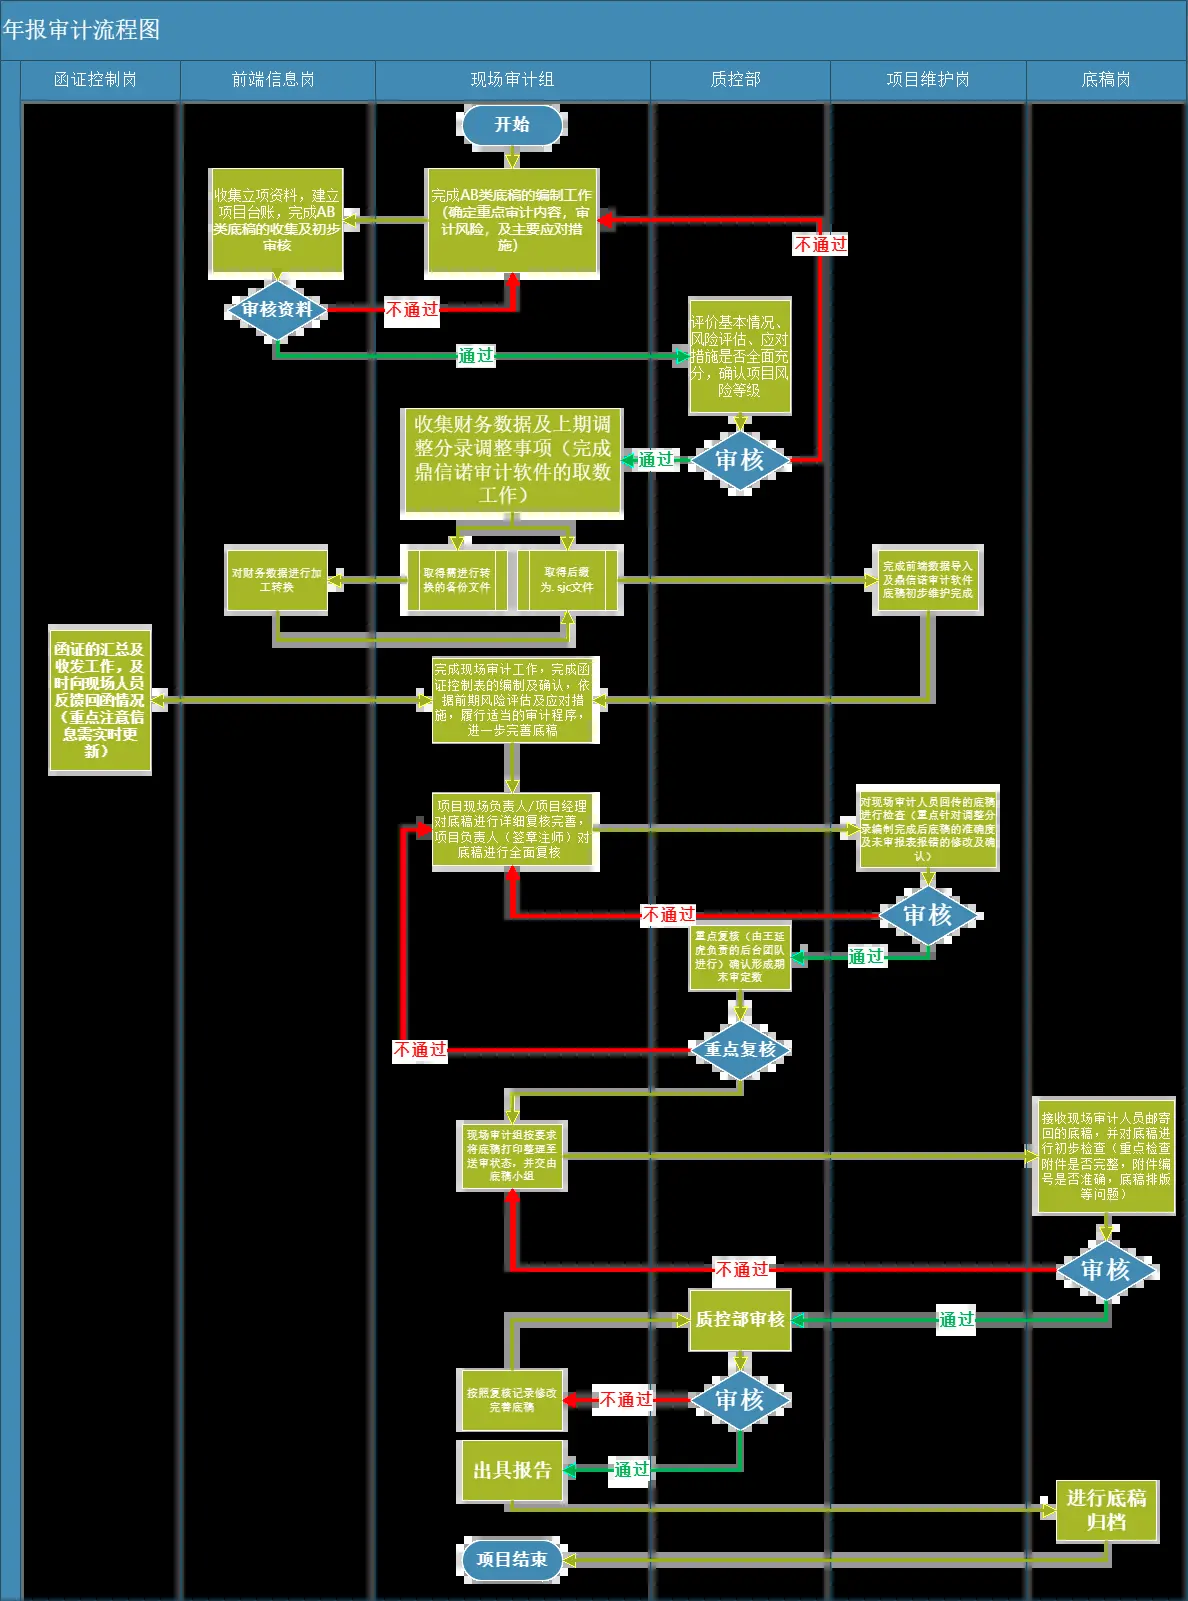 年报审计流程图
函证控制岗
前端信息岗
现场审计组
质控部
项目维护岗
底稿岗
开始
收集立项资料，建立
项目台账，完成AB
类底稿的收集及初步
审核
完成AB类底稿的编制工作
（确定重点审计内容，审
计风险，及主要应对措
施）
不通过
审核资料
不通过
通过
评价基本情况、
风险评估、应对
措施是否全面充
分，确认项目风
险等级
收集财务数据及上期调
整分录调整事项（完成
鼎信诺审计软件的取数
工作）
通过
审核
对财务数据进行加
工转换
取得需进行转
换的备份文件
取得后缀
为.sjc文件
完成前端数据导入
及鼎信诺审计软件
底稿初步维护完成
函证的汇总及
收发工作，及
时向现场人员
反馈回函情况
（重点注意信
息需实时更
新）
完成现场审计工作，完成函
证控制表的编制及确认，依
据前期风险评估及应对措
施，履行适当的审计程序，
进一步完善底稿
项目现场负责人/项目经理
对底稿进行详细复核完善，
项目负责人（签章注师）对
底稿进行全面复核
对现场审计人员回传的底稿
进行检查（重点针对调整分
录编制完成后底稿的准确度
及未审报表报错的修改及确
认）
不通过
审核
重点复核（由王延
虎负责的后台团队
进行）确认形成期
末审定数
通过
不通过
重点复核
现场审计组按要求
将底稿打印整理至
送审状态，并交由
底稿小组
接收现场审计人员邮寄
回的底稿，并对底稿进
行初步检查（重点检查
附件是否完整，附件编
号是否准确，底稿排版
等问题）
不通过
审核
质控部审核
通过
按照复核记录修改
完善底稿
不通过
审核
出具报告
通过
进行底稿
归档
项目结束